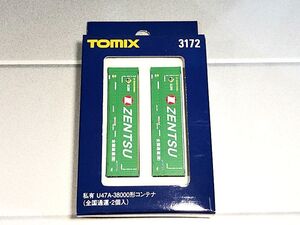 TOMIX 3172
ZENTSU
ZENTSU
私有 U47A-38000形コンテナ
(全国通運・2個入)